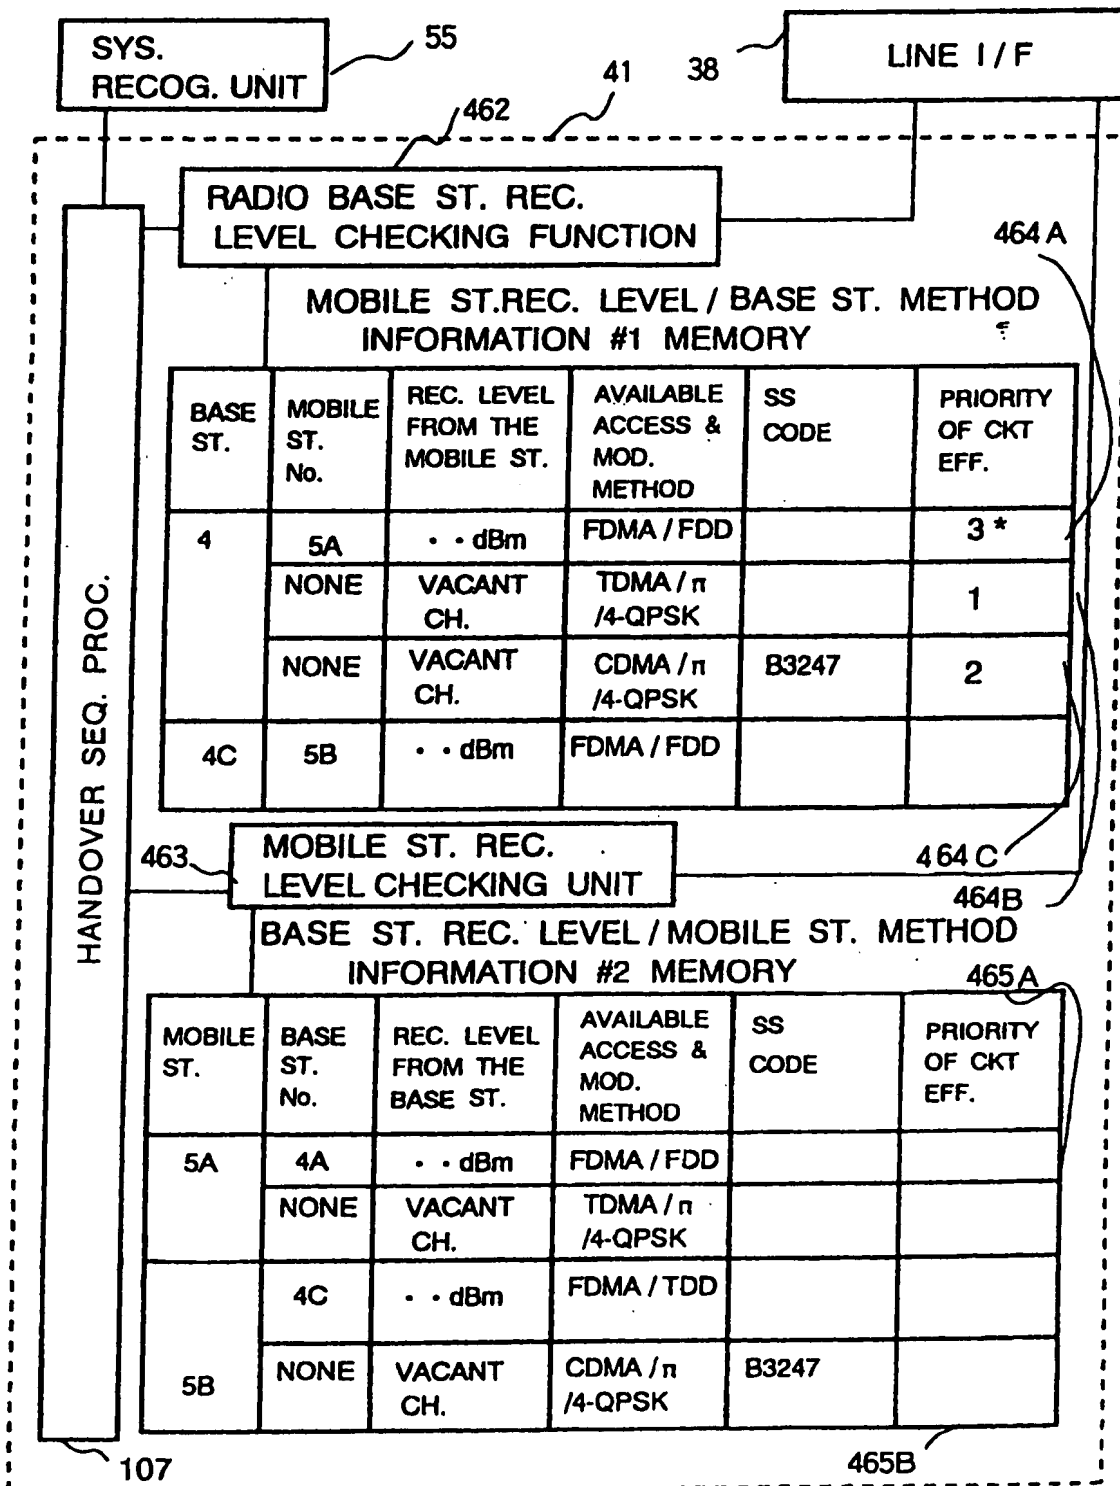 SYS.
RECOG. UNIT
55
38
LINE I / F
41
462
RADIO BASE ST. REC.
LEVEL CHECKING FUNCTION
464A
MOBILE ST.REC. LEVEL / BASE ST. METHOD
INFORMATION #1 MEMORY
BASE
ST.
MOBILE
ST.
No.
REC. LEVEL
FROM THE
MOBILE ST.
AVAILABLE
ACCESS &
MOD.
METHOD
SS
CODE
PRIORITY
OF CKT
EFF.
4
5A
• • dBm
FDMA / FDD
3 *
NONE
VACANT
CH.
TDMA / π
/4-QPSK
1
NONE
VACANT
CH.
CDMA / π
/4-QPSK
B3247
2
4C
5B
• • dBm
FDMA / FDD
HANDOVER SEQ. PROC.
463
MOBILE ST. REC.
LEVEL CHECKING UNIT
464C
464B
BASE ST. REC. LEVEL / MOBILE ST. METHOD
INFORMATION #2 MEMORY
465A
MOBILE
ST.
BASE
ST.
No.
REC. LEVEL
FROM THE
BASE ST.
AVAILABLE
ACCESS &
MOD.
METHOD
SS
CODE
PRIORITY
OF CKT
EFF.
5A
4A
• • dBm
FDMA / FDD
NONE
VACANT
CH.
TDMA / π
/4-QPSK
4C
• • dBm
FDMA / TDD
5B
NONE
VACANT
CH.
CDMA / π
/4-QPSK
B3247
107
465B